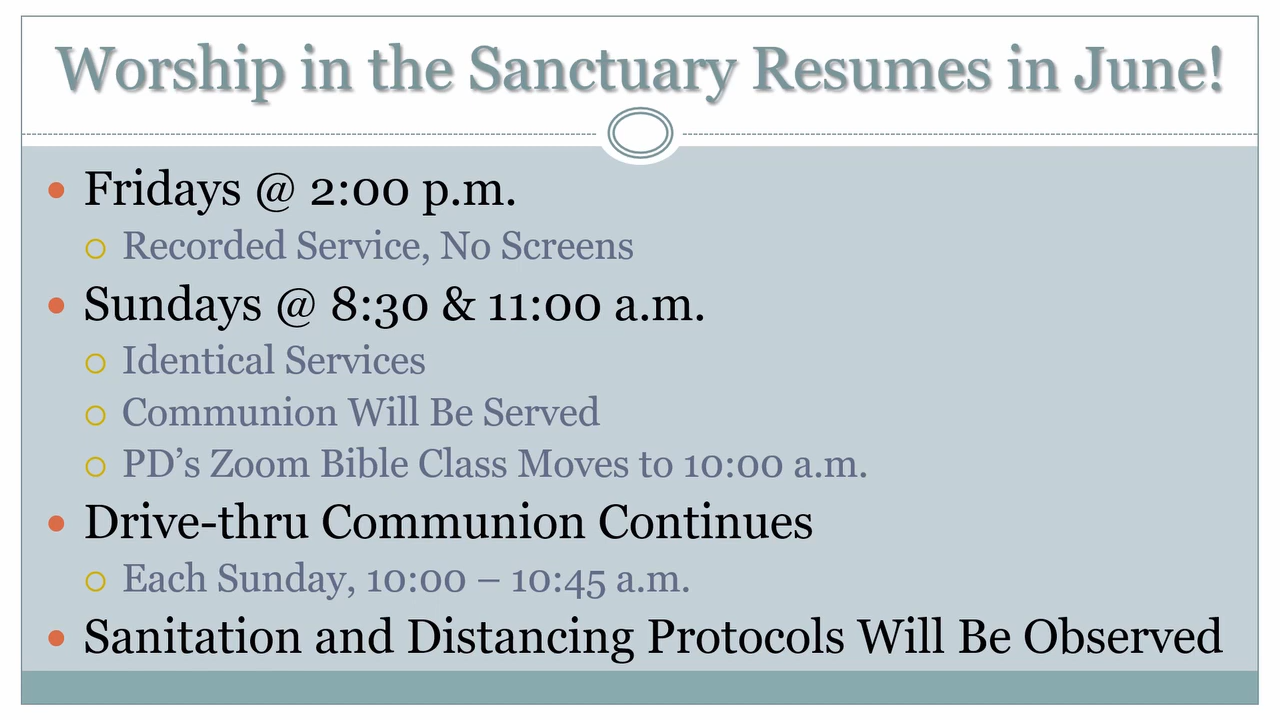 Worship in the Sanctuary Resumes in June!
Fridays @ 2:00 p.m.
Recorded Service, No Screens
Sundays @ 8:30 & 11:00 a.m.
Identical Services
Communion Will Be Served
PD’s Zoom Bible Class Moves to 10:00 a.m.
Drive-thru Communion Continues
Each Sunday, 10:00 – 10:45 a.m.
Sanitation and Distancing Protocols Will Be Observed